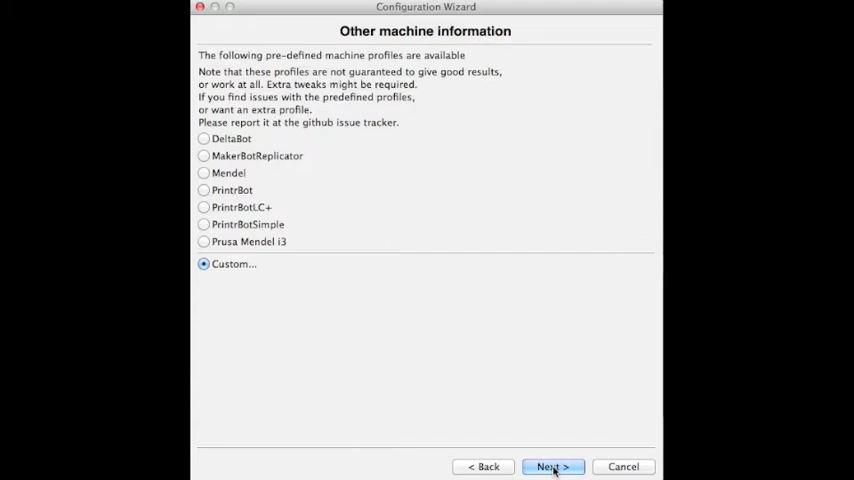 Configuration Wizard
Other machine information
The following pre-defined machine profiles are available
Note that these profiles are not guaranteed to give good results,
or work at all. Extra tweaks might be required.
If you find issues with the predefined profiles,
or want an extra profile.
Please report it at the github issue tracker.
DeltaBot
MakerBotReplicator
Mendel
PrintrBot
PrintrBotLC+
PrintrBotSimple
Prusa Mendel i3
Custom...
< Back Next > Cancel